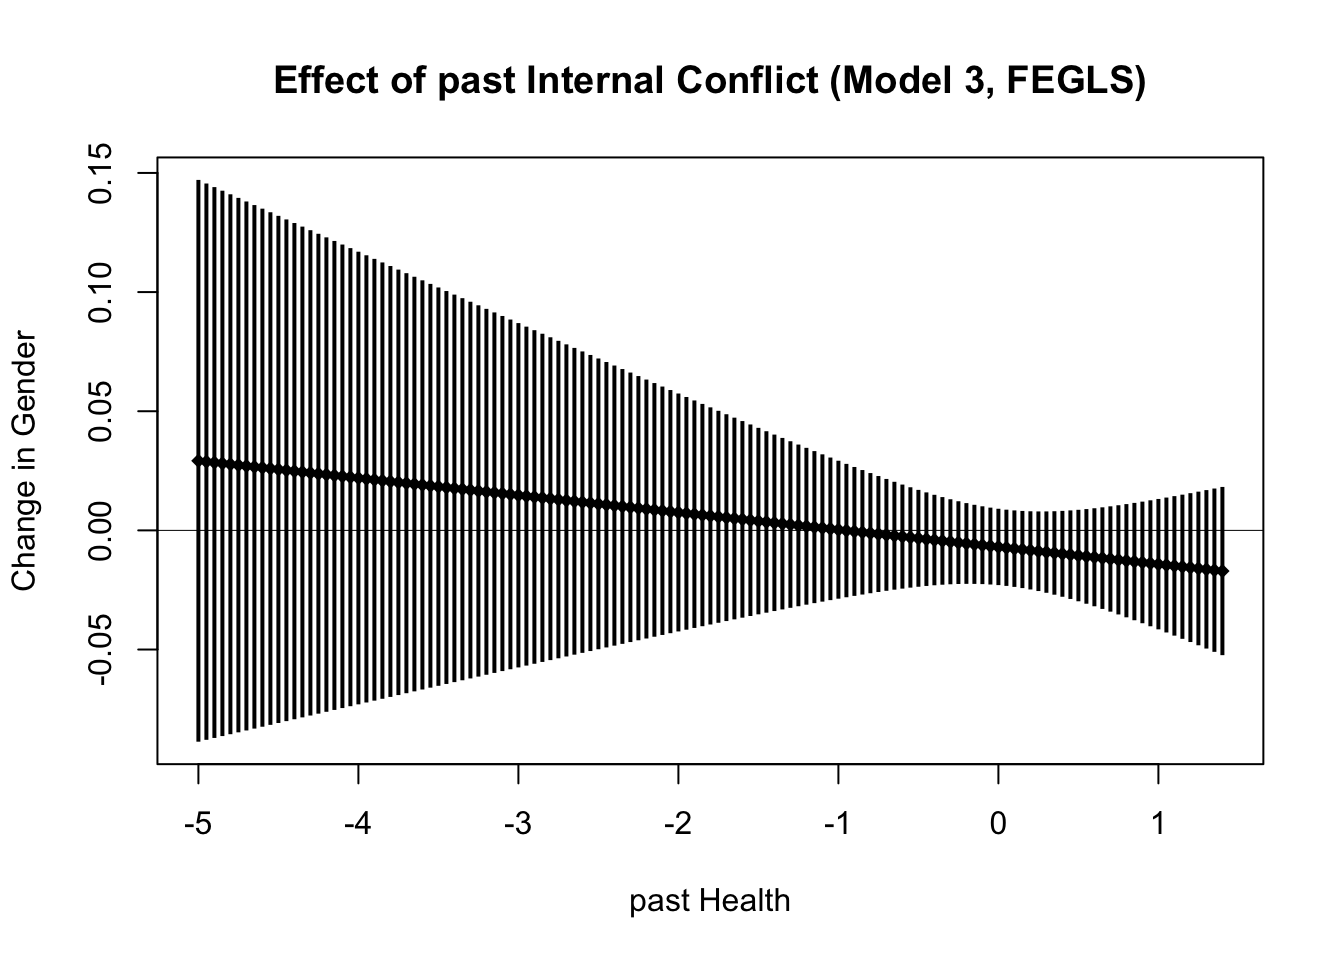 Effect of past Internal Conflict (Model 3, FEGLS)
Change in Gender
0.15
0.10
0.05
0.00
-0.05
-5 -4 -3 -2 -1 0 1
past Health